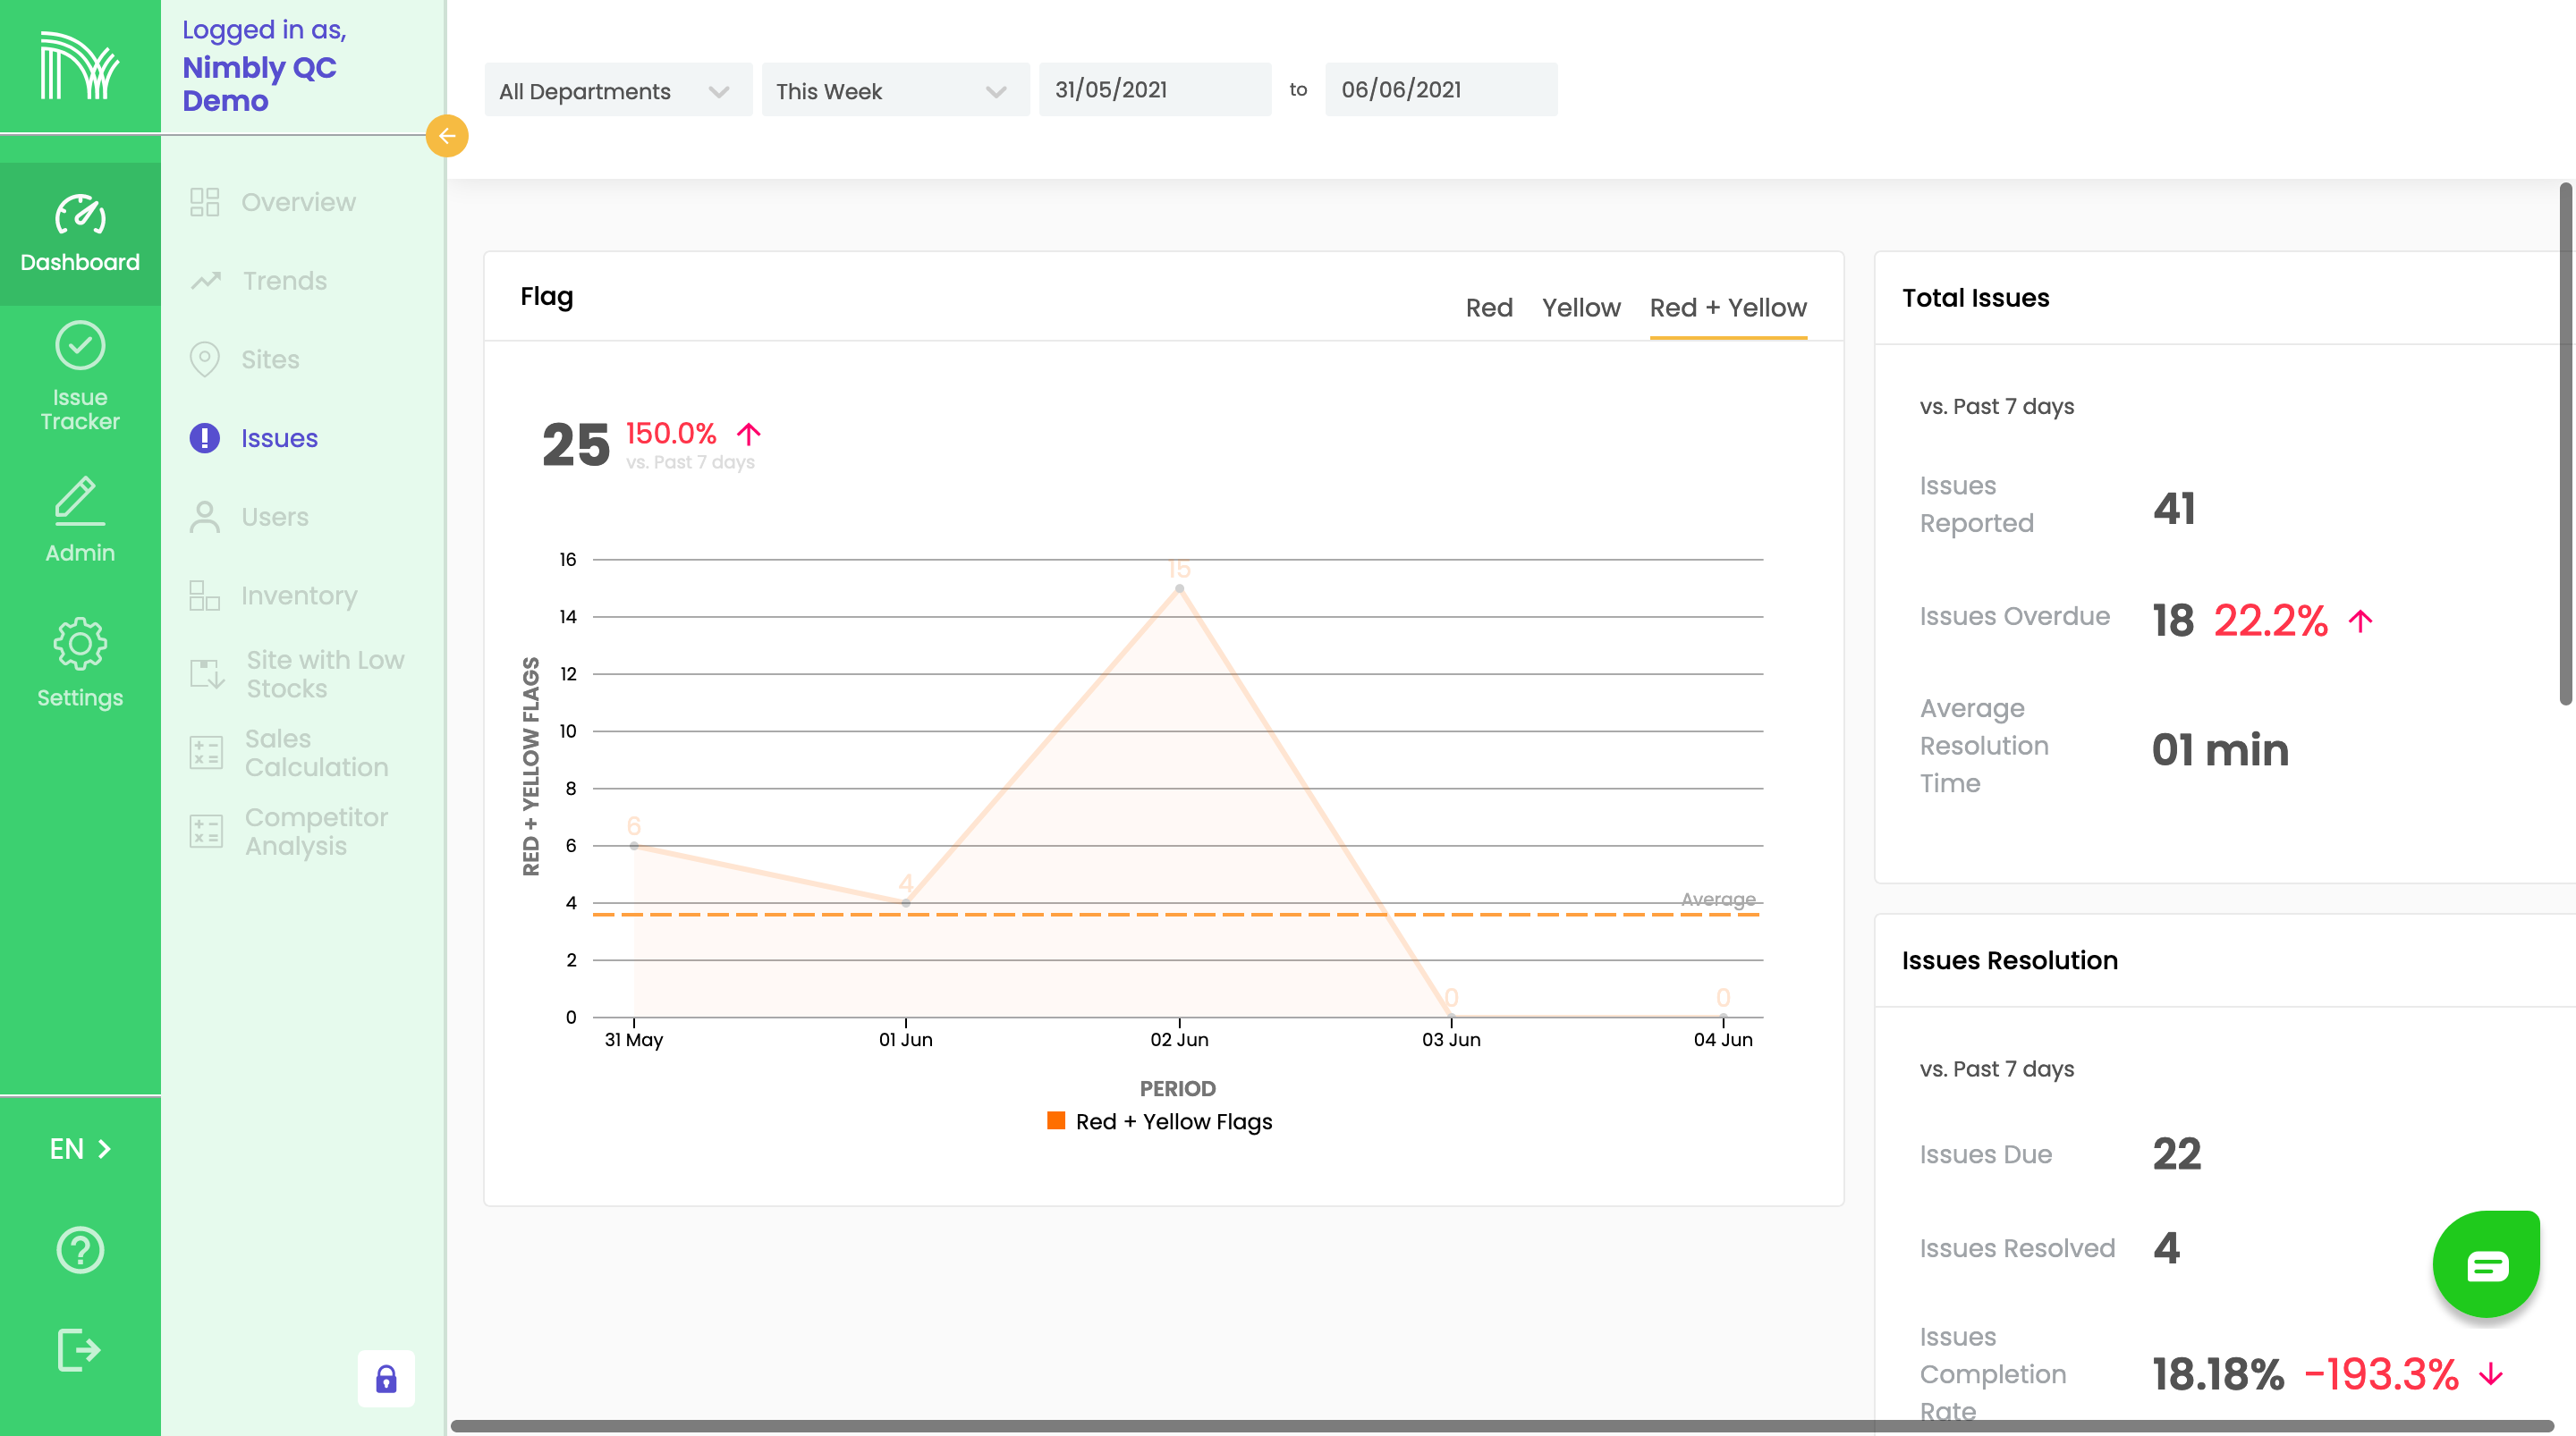 Logged in as,
Nimbly QC
Demo
Dashboard
Issue
Tracker
Admin
Settings
EN
Overview
Trends
Sites
Issues
Users
Inventory
Site with Low
Stocks
Sales
Calculation
Competitor
Analysis
All Departments
This Week
31/05/2021
to
06/06/2021
Flag
Red
Yellow
Red + Yellow
25
150.0%
vs. Past 7 days
RED + YELLOW FLAGS
16
14
12
10
8
6
4
2
0
6
4
15
0
0
Average
31 May
01 Jun
02 Jun
03 Jun
04 Jun
PERIOD
Red + Yellow Flags
Total Issues
vs. Past 7 days
Issues
Reported
41
Issues Overdue
18 22.2%
Average
Resolution
Time
01 min
Issues Resolution
vs. Past 7 days
Issues Due
22
Issues Resolved
4
Issues
Completion
Rate
18.18% -193.3%